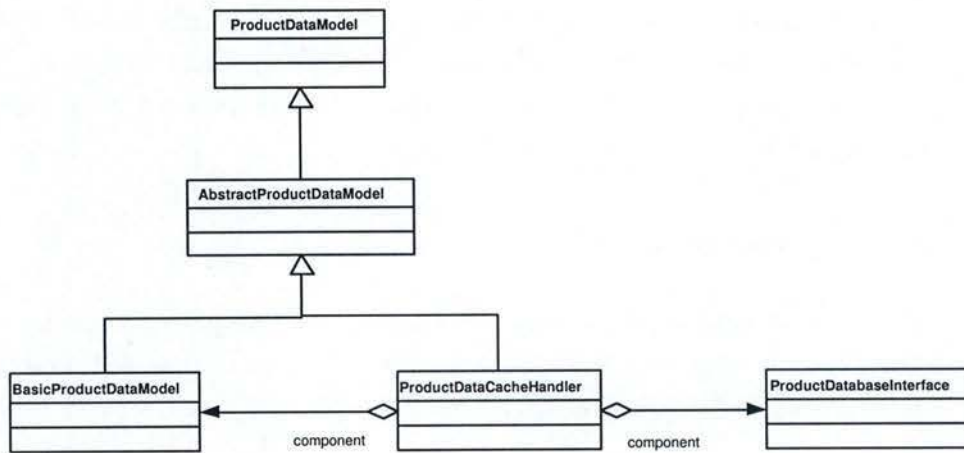 ProductDataModel
AbstractProductDataModel
BasicProductDataModel
ProductDataCacheHandler
ProductDatabaseInterface
component
component